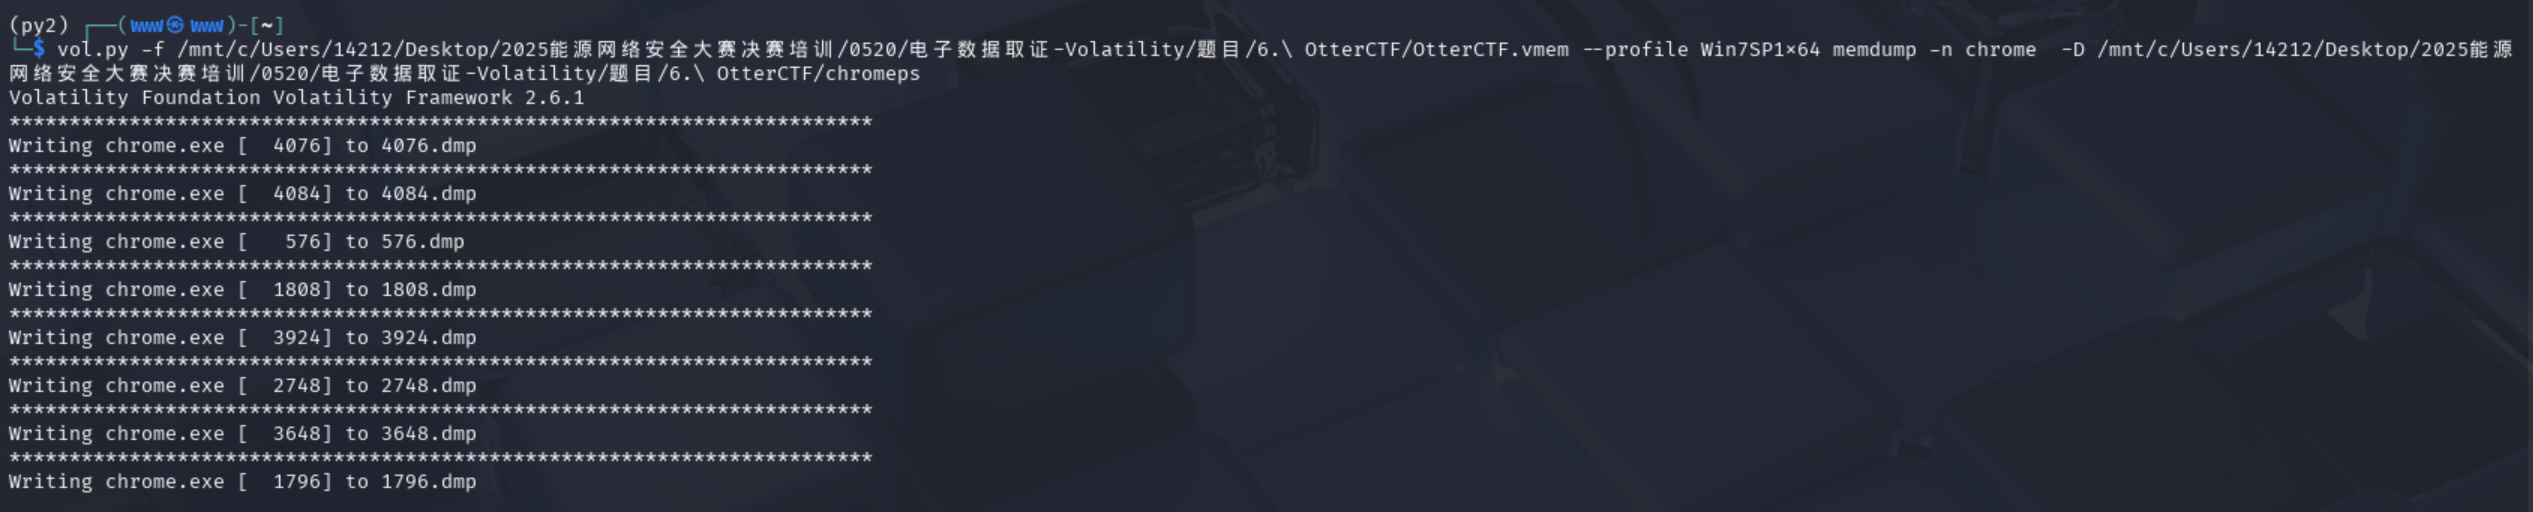 (py2) ┌──(www㉿www)-[~]
└─$ vol.py -f /mnt/c/Users/14212/Desktop/2025能源网络安全大赛决赛培训/0520/电子数据取证-Volatility/题目/6.\ OtterCTF/OtterCTF.vmem --profile Win7SP1×64 memdump -n chrome  -D /mnt/c/Users/14212/Desktop/2025能源
网络安全大赛决赛培训/0520/电子数据取证-Volatility/题目/6.\ OtterCTF/chromeps
Volatility Foundation Volatility Framework 2.6.1
************************************************************************
Writing chrome.exe [  4076] to 4076.dmp
************************************************************************
Writing chrome.exe [  4084] to 4084.dmp
************************************************************************
Writing chrome.exe [   576] to 576.dmp
************************************************************************
Writing chrome.exe [  1808] to 1808.dmp
************************************************************************
Writing chrome.exe [  3924] to 3924.dmp
************************************************************************
Writing chrome.exe [  2748] to 2748.dmp
************************************************************************
Writing chrome.exe [  3648] to 3648.dmp
************************************************************************
Writing chrome.exe [  1796] to 1796.dmp